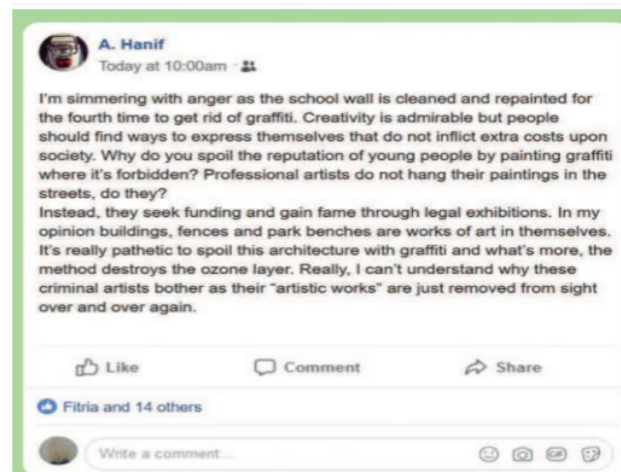 A. Hanif
Today at 10:00am
I'm simmering with anger as the school wall is cleaned and repainted for
the fourth time to get rid of graffiti. Creativity is admirable but people
should find ways to express themselves that do not inflict extra costs upon
society. Why do you spoil the reputation of young people by painting graffiti
where it's forbidden? Professional artists do not hang their paintings in the
streets, do they?
Instead, they seek funding and gain fame through legal exhibitions. In my
opinion buildings, fences and park benches are works of art in themselves.
It's really pathetic to spoil this architecture with graffiti and what's more, the
method destroys the ozone layer. Really, I can't understand why these
criminal artists bother as their "artistic works" are just removed from sight
over and over again.
Like Comment Share
Fitria and 14 others
Write a comment... GIF